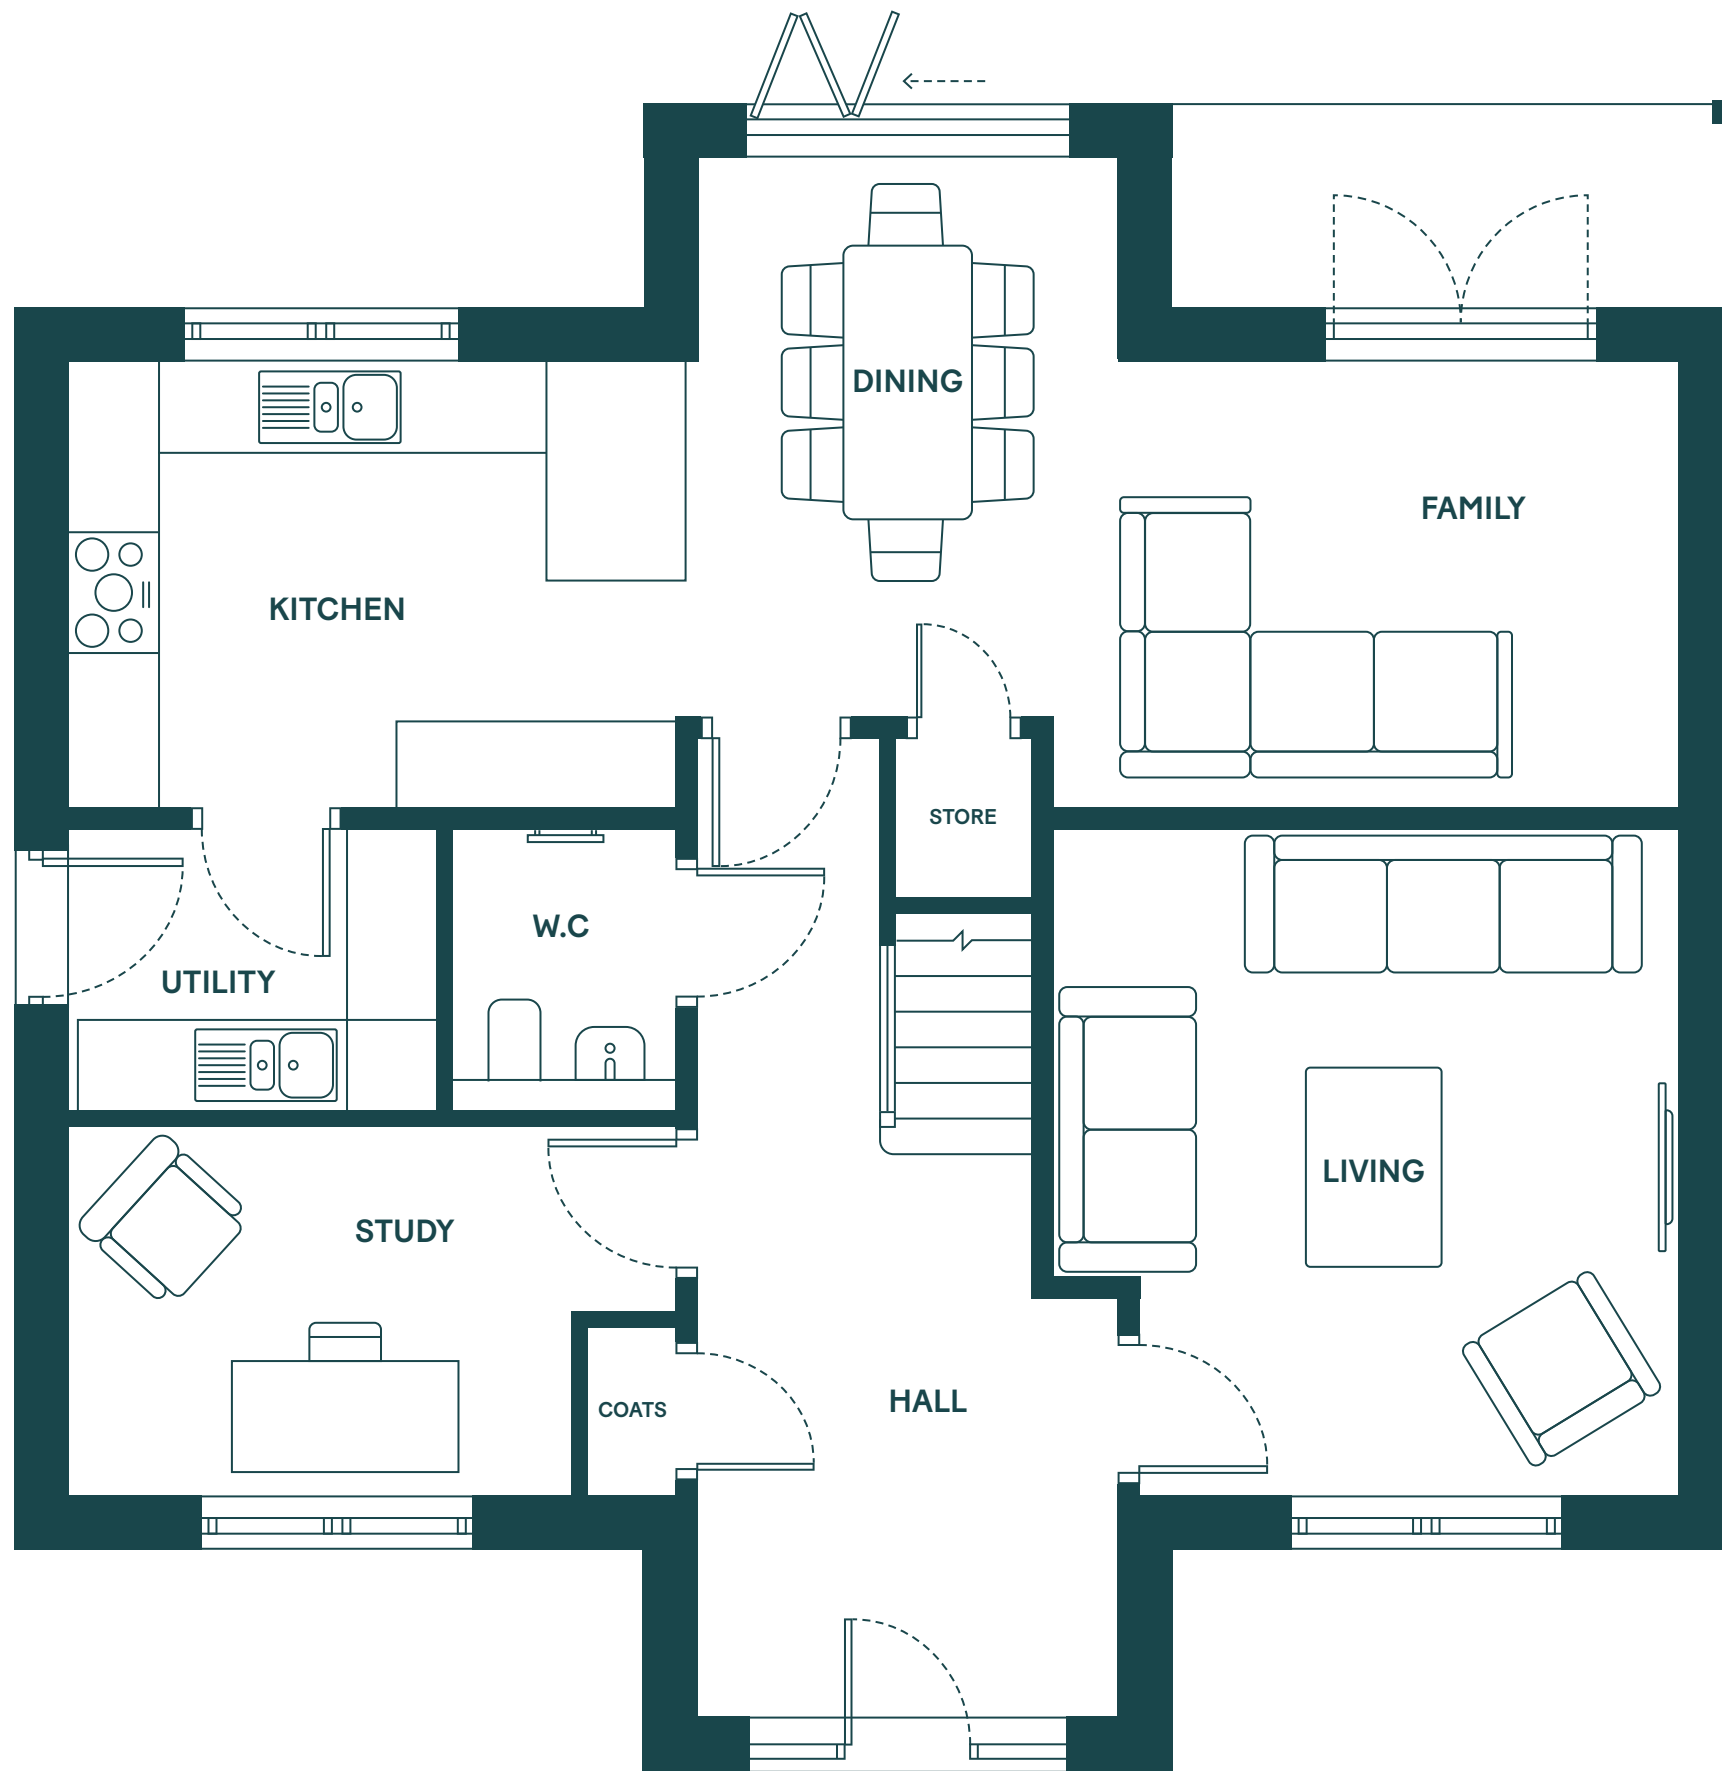 DINING
FAMILY
KITCHEN
STORE
W.C
UTILITY
LIVING
STUDY
HALL
COATS